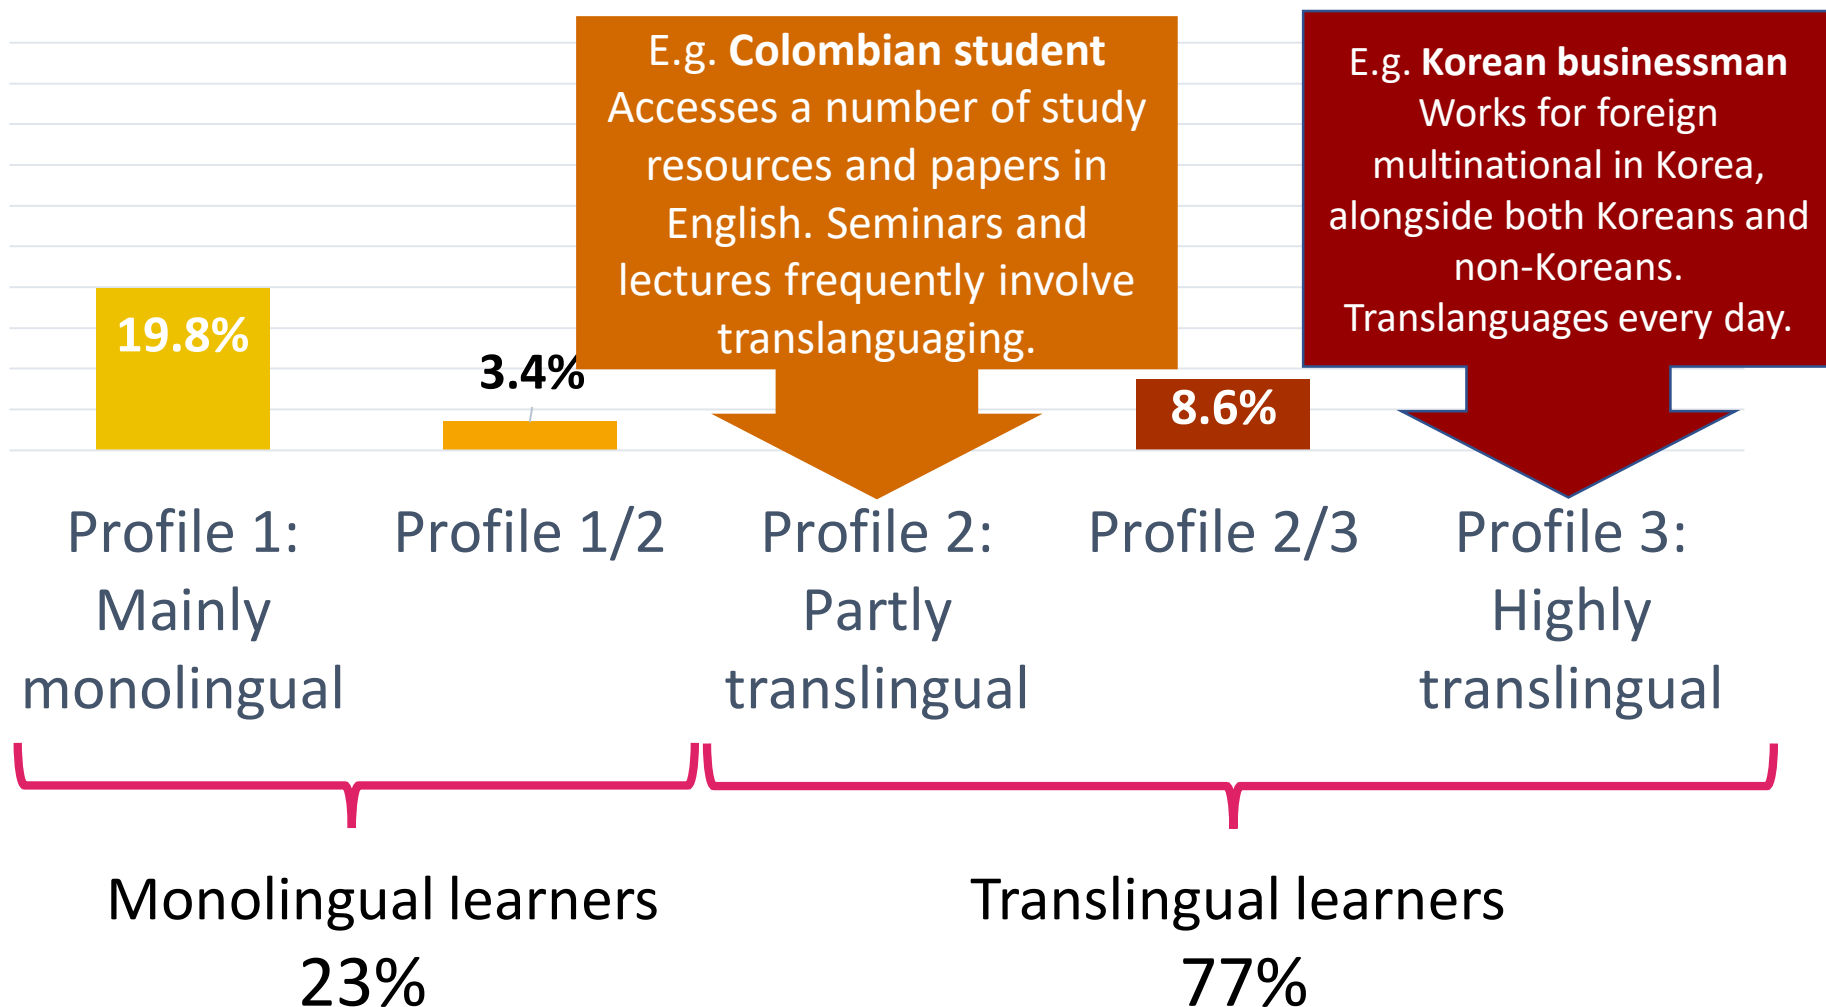 E.g. Colombian student
Accesses a number of study
resources and papers in
English. Seminars and
lectures frequently involve
translanguaging.
E.g. Korean businessman
Works for foreign
multinational in Korea,
alongside both Koreans and
non-Koreans.
Translanguages every day.
19.8%
3.4%
8.6%
Profile 1:
Mainly
monolingual
Profile 1/2
Profile 2:
Partly
translingual
Profile 2/3
Profile 3:
Highly
translingual
Monolingual learners
23%
Translingual learners
77%